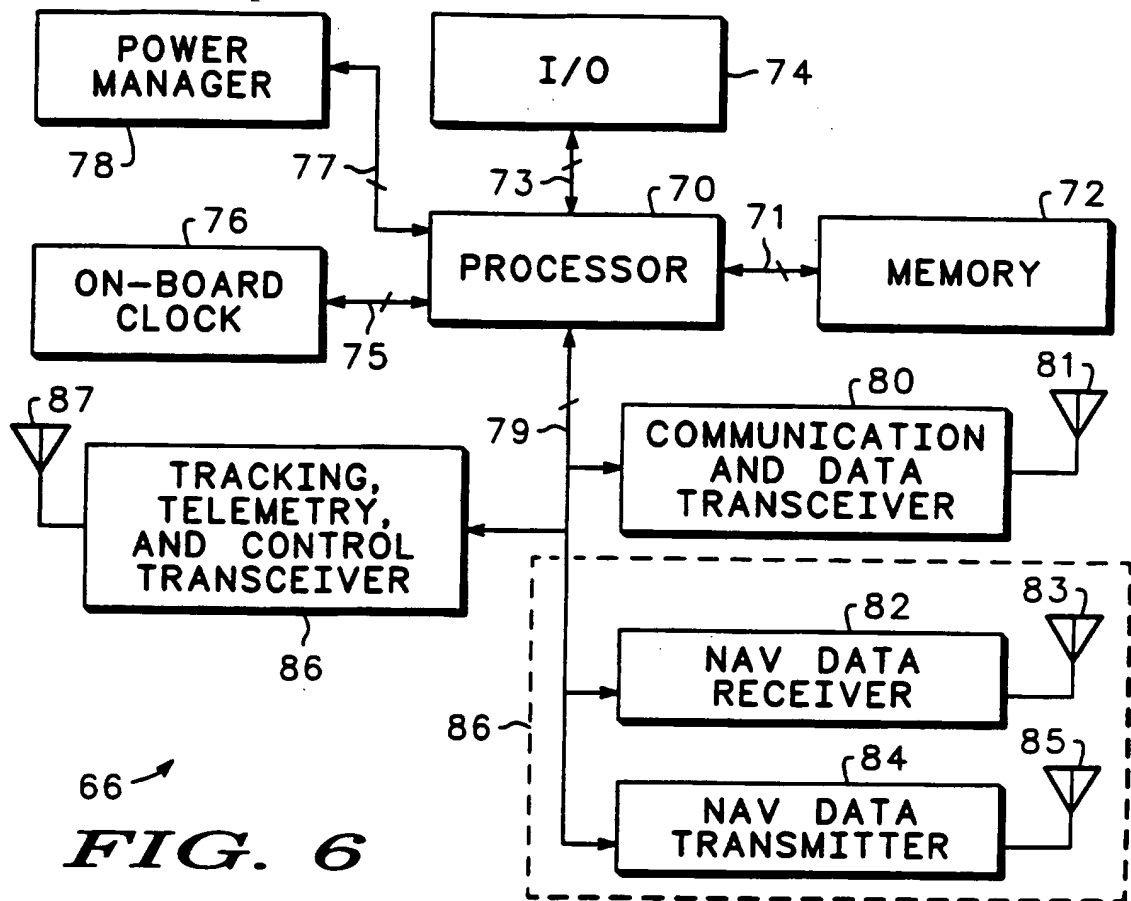 POWER
MANAGER
78
I/O
74
77
73
70
PROCESSOR
71
72
MEMORY
76
ON-BOARD
CLOCK
75
87
TRACKING,
TELEMETRY,
AND CONTROL
TRANSCEIVER
86
79
80
COMMUNICATION
AND DATA
TRANSCEIVER
81
82
NAV DATA
RECEIVER
83
86
84
NAV DATA
TRANSMITTER
85
66
FIG. 6